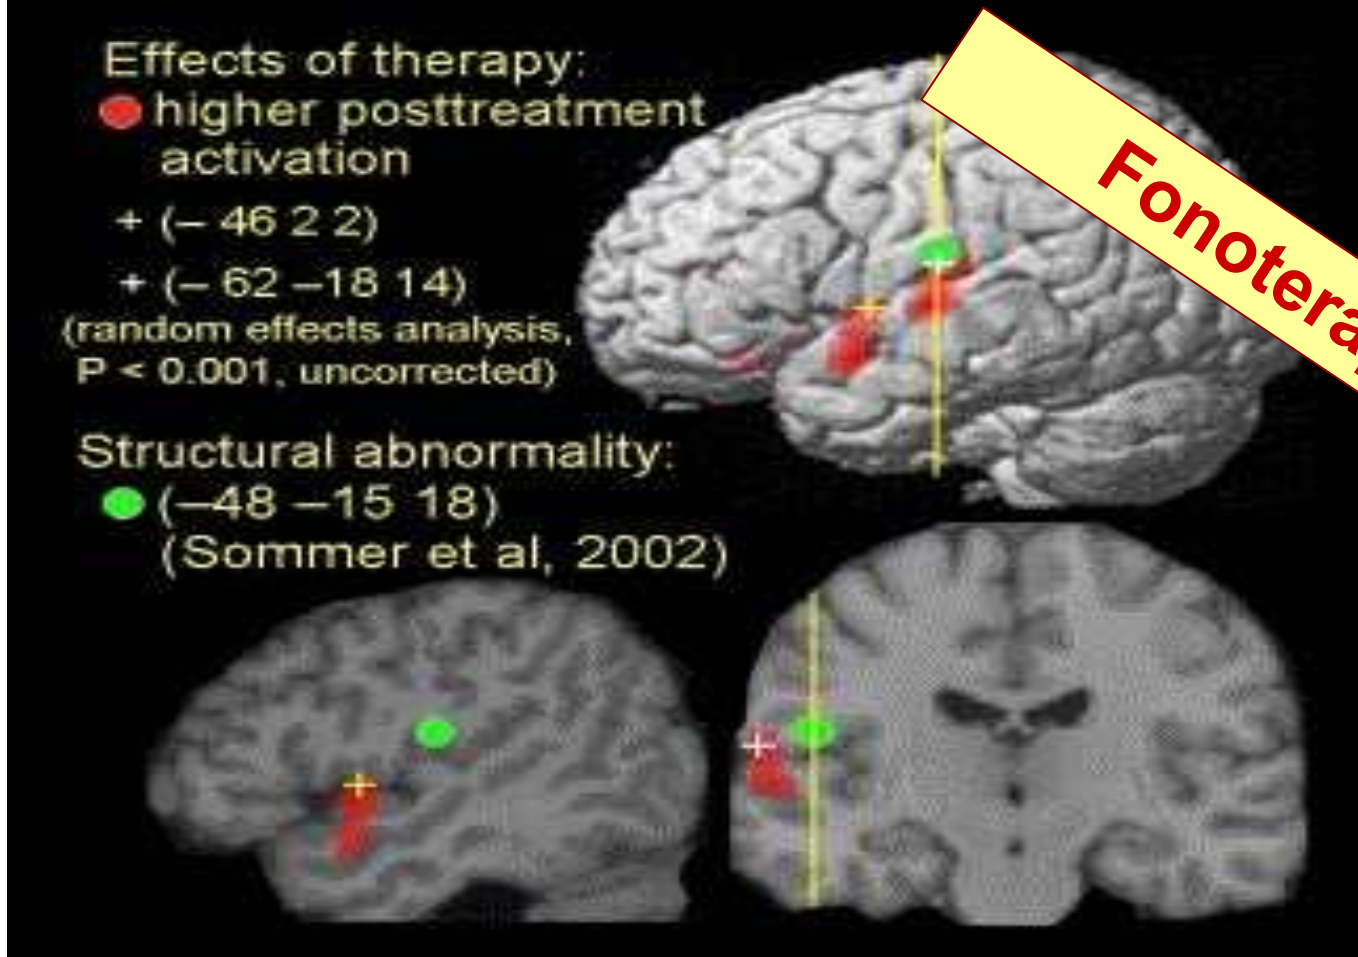 Effects of therapy:
higher posttreatment
activation
+ (– 46 2 2)
+ (– 62 –18 14)
(random effects analysis,
P < 0.001, uncorrected)
Structural abnormality:
(–48 –15 18)
(Sommer et al, 2002)